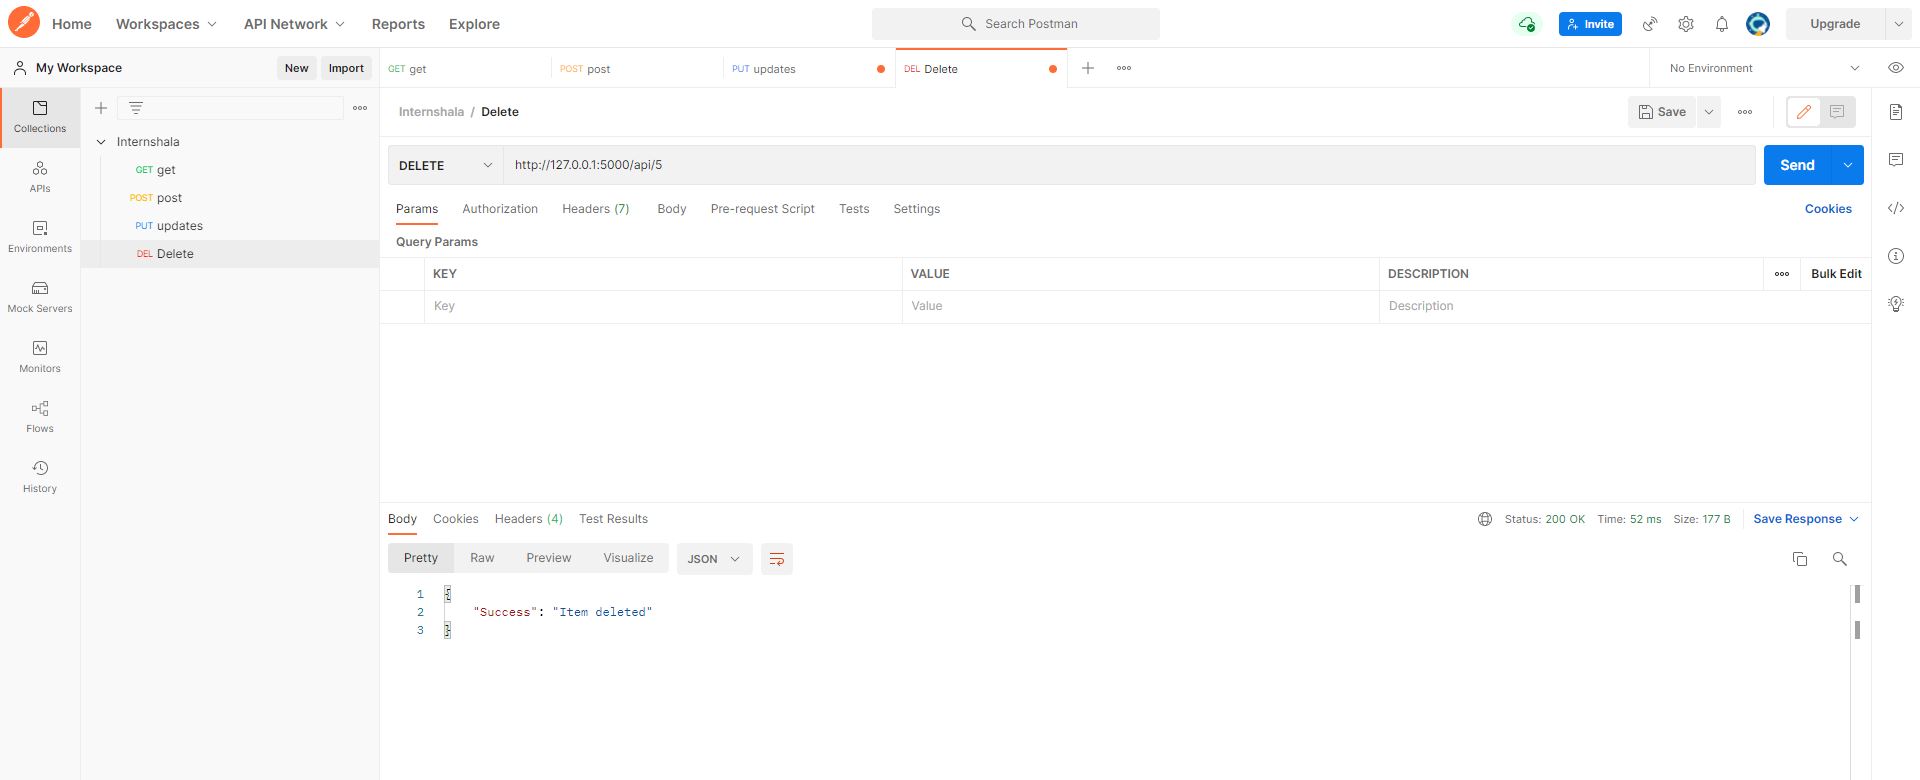 Home Workspaces API Network Reports Explore Search Postman Invite Upgrade
My Workspace New Import GET get POST post PUT updates DEL Delete No Environment
Collections
APIs
Environments
Mock Servers
Monitors
Flows
History
Internshala
GET get
POST post
PUT updates
DEL Delete
Internshala / Delete Save
DELETE http://127.0.0.1:5000/api/5 Send
Params Authorization Headers (7) Body Pre-request Script Tests Settings Cookies
Query Params
KEY VALUE DESCRIPTION Bulk Edit
Key Value Description
Body Cookies Headers (4) Test Results Status: 200 OK Time: 52 ms Size: 177 B Save Response
Pretty Raw Preview Visualize JSON
1 {
2 "Success": "Item deleted"
3 }